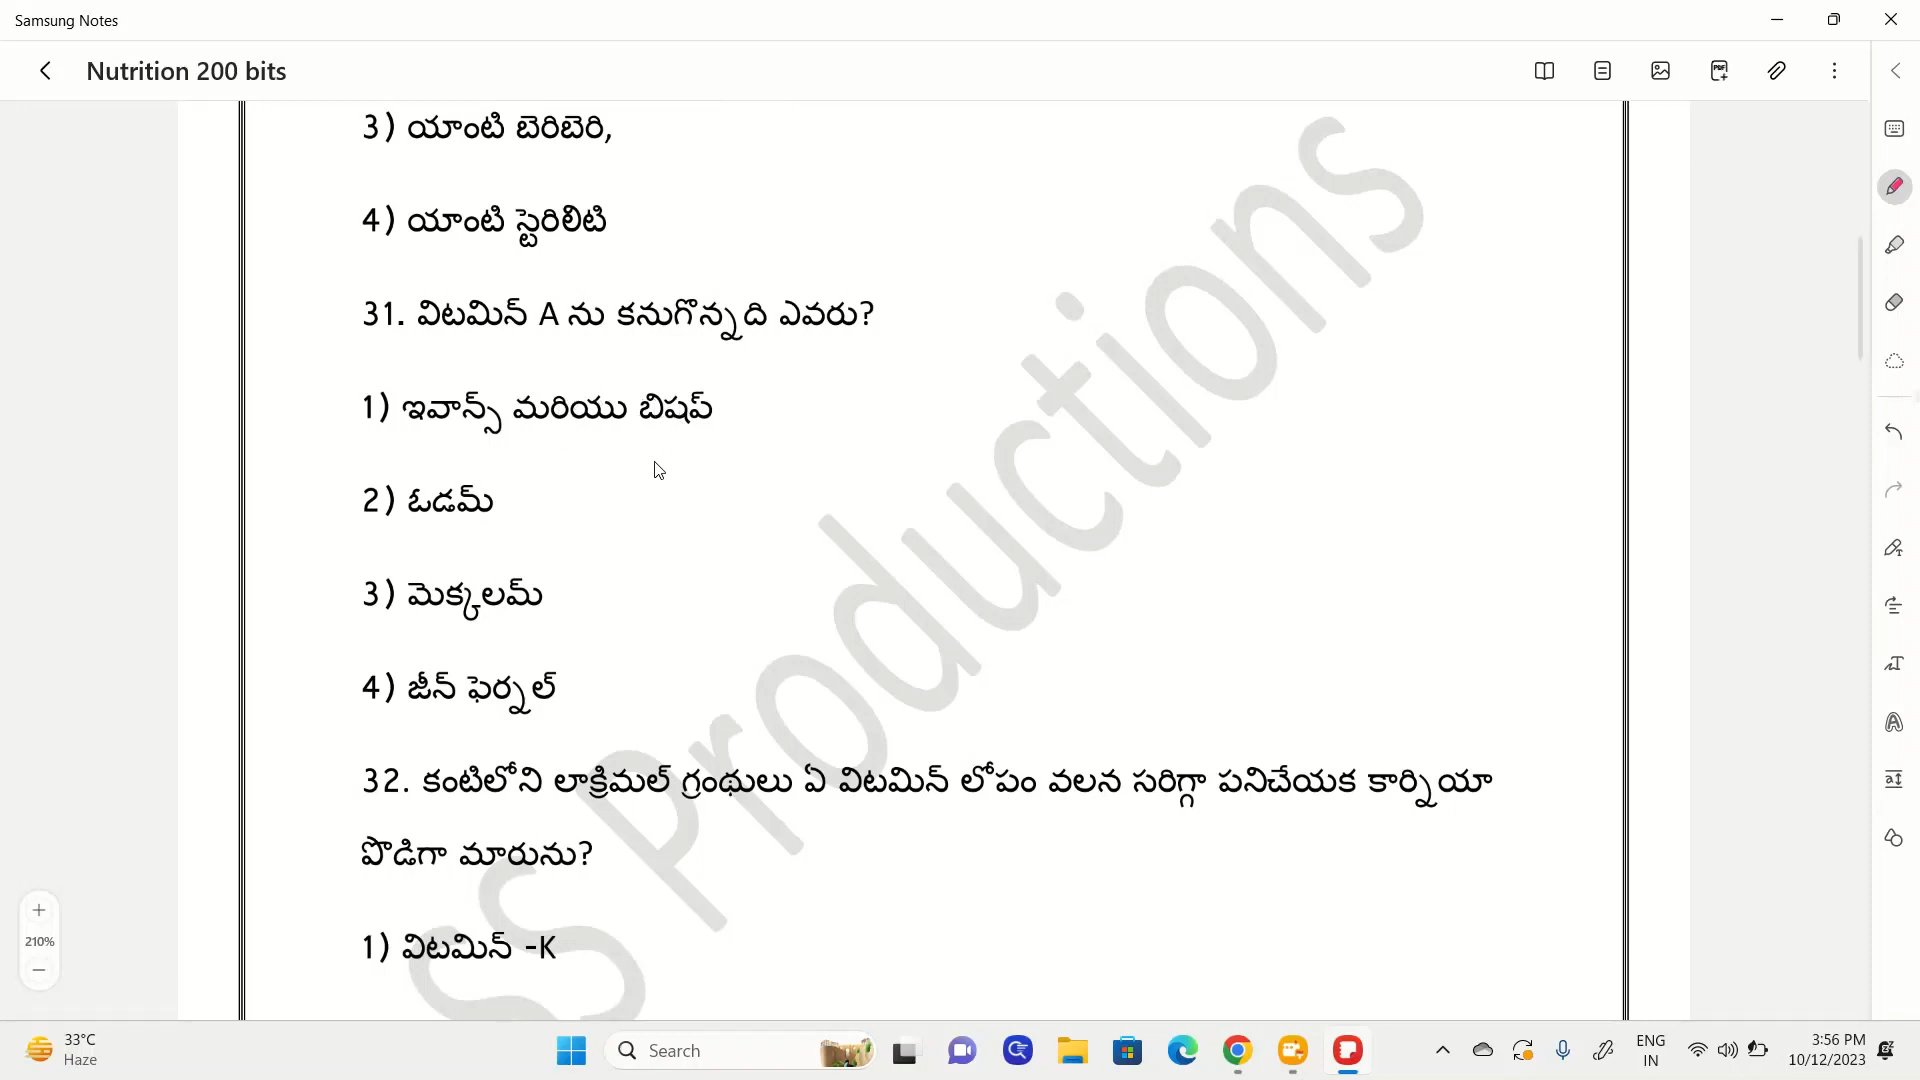 Samsung Notes
Nutrition 200 bits
3) యాంటి బెరిబెరి,
4) యాంటి స్టెరిలిటి
31. విటమిన్ A ను కనుగొన్నది ఎవరు?
1) ఇవాన్స్ మరియు బిషప్
2) ఓడమ్
3) మెక్కలమ్
4) జీన్ ఫెర్నల్
32. కంటిలోని లాక్రిమల్ గ్రంథులు ఏ విటమిన్ లోపం వలన సరిగ్గా పనిచేయక కార్నియా
పొడిగా మారును?
1) విటమిన్ -K
SS Productions
210%
33°C
Haze
Search
ENG
IN
3:56 PM
10/12/2023